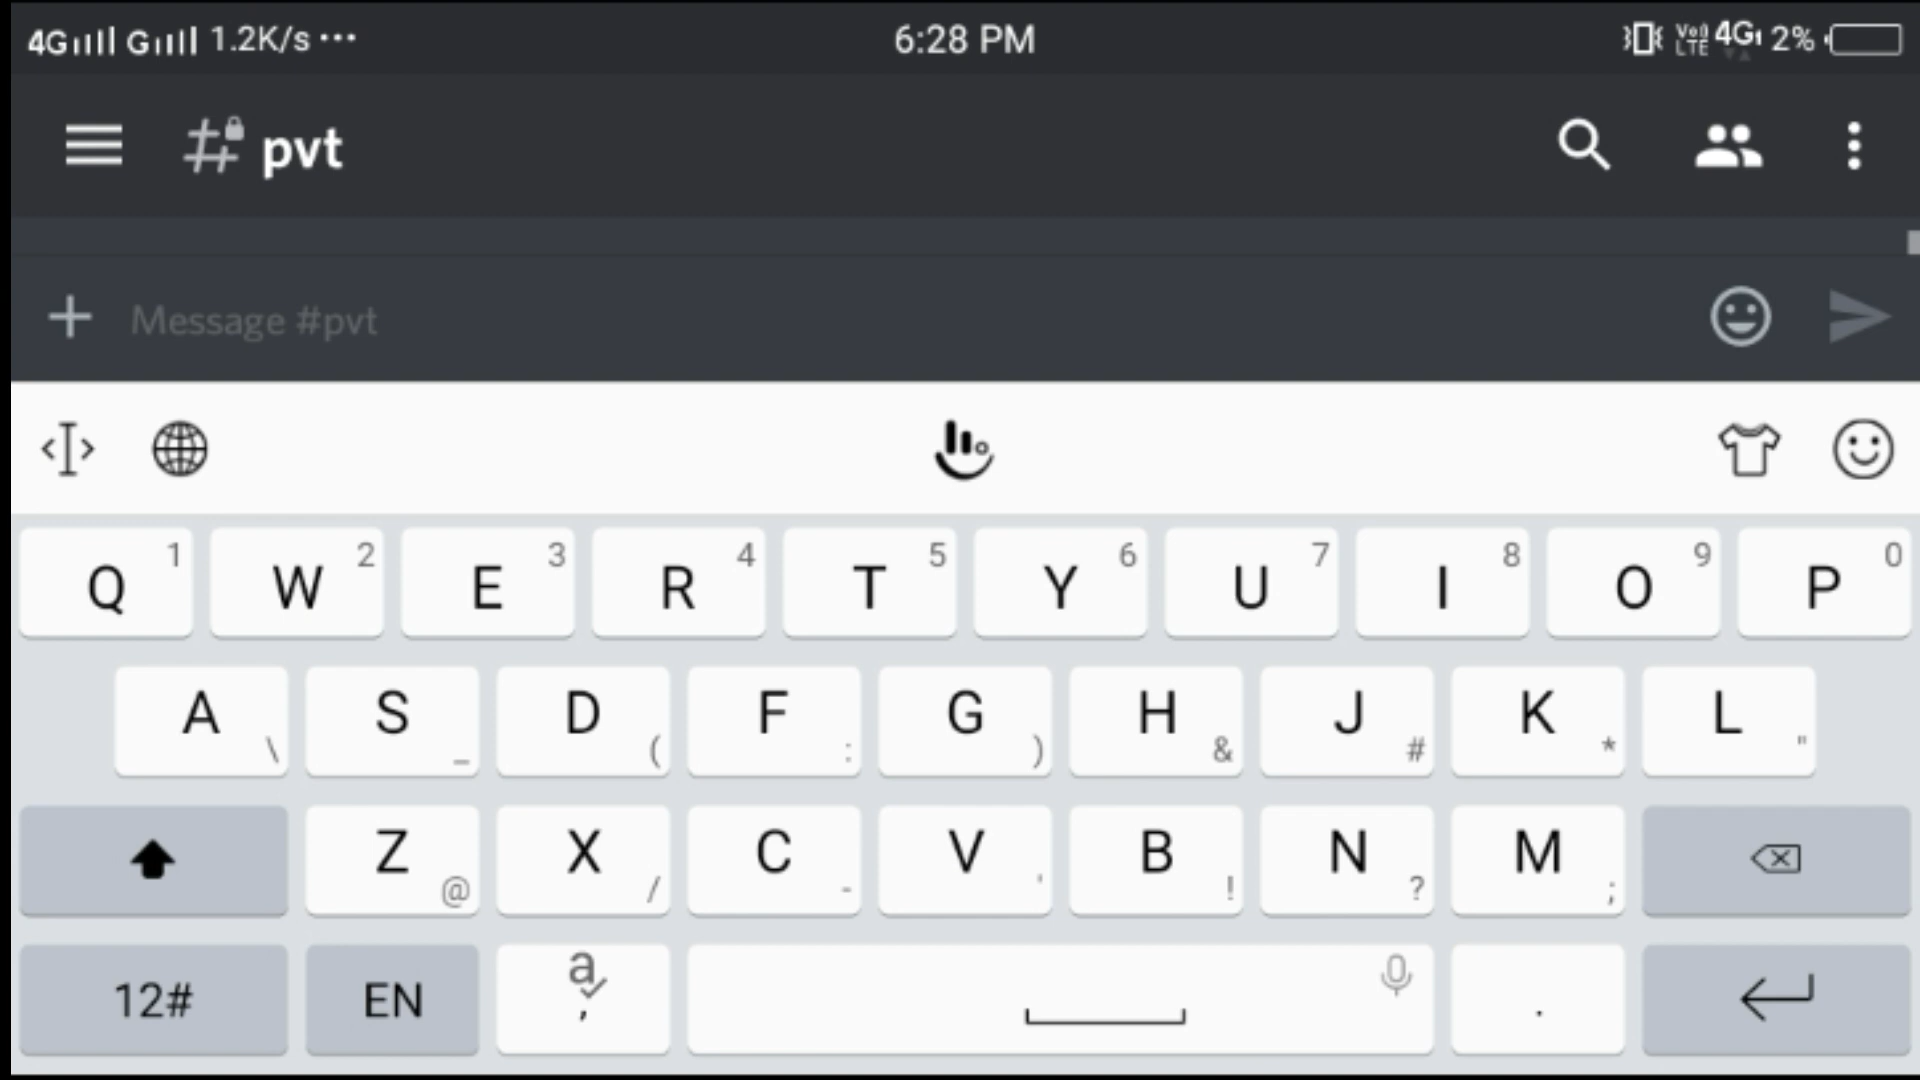 4G G 1.2K/s ... 6:28 PM VoLTE 4G 2%
# pvt
Message #pvt
Q 1 W 2 E 3 R 4 T 5 Y 6 U 7 I 8 O 9 P 0
A \ S _ D ( F : G ) H & J # K * L "
Z @ X / C - V ' B ! N ? M ;
12# EN a , .